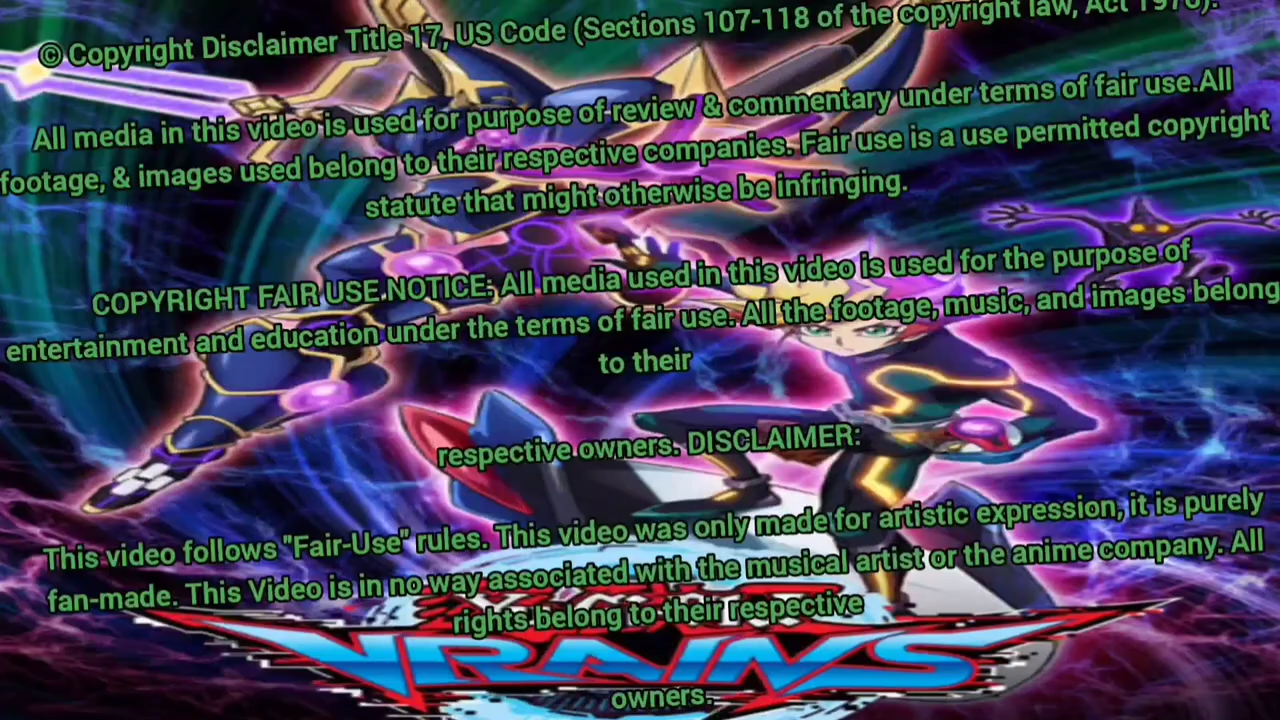 © Copyright Disclaimer Title 17, US Code (Sections 107-118 of the copyright law, Act 1976).
All media in this video is used for purpose of review & commentary under terms of fair use.All
footage, & images used belong to their respective companies. Fair use is a use permitted copyright
statute that might otherwise be infringing.
COPYRIGHT FAIR USE NOTICE: All media used in this video is used for the purpose of
entertainment and education under the terms of fair use. All the footage, music, and images belong
to their
respective owners. DISCLAIMER:
This video follows "Fair-Use" rules. This video was only made for artistic expression, it is purely
fan-made. This Video is in no way associated with the musical artist or the anime company. All
rights belong to their respective
VRAINS
owners.